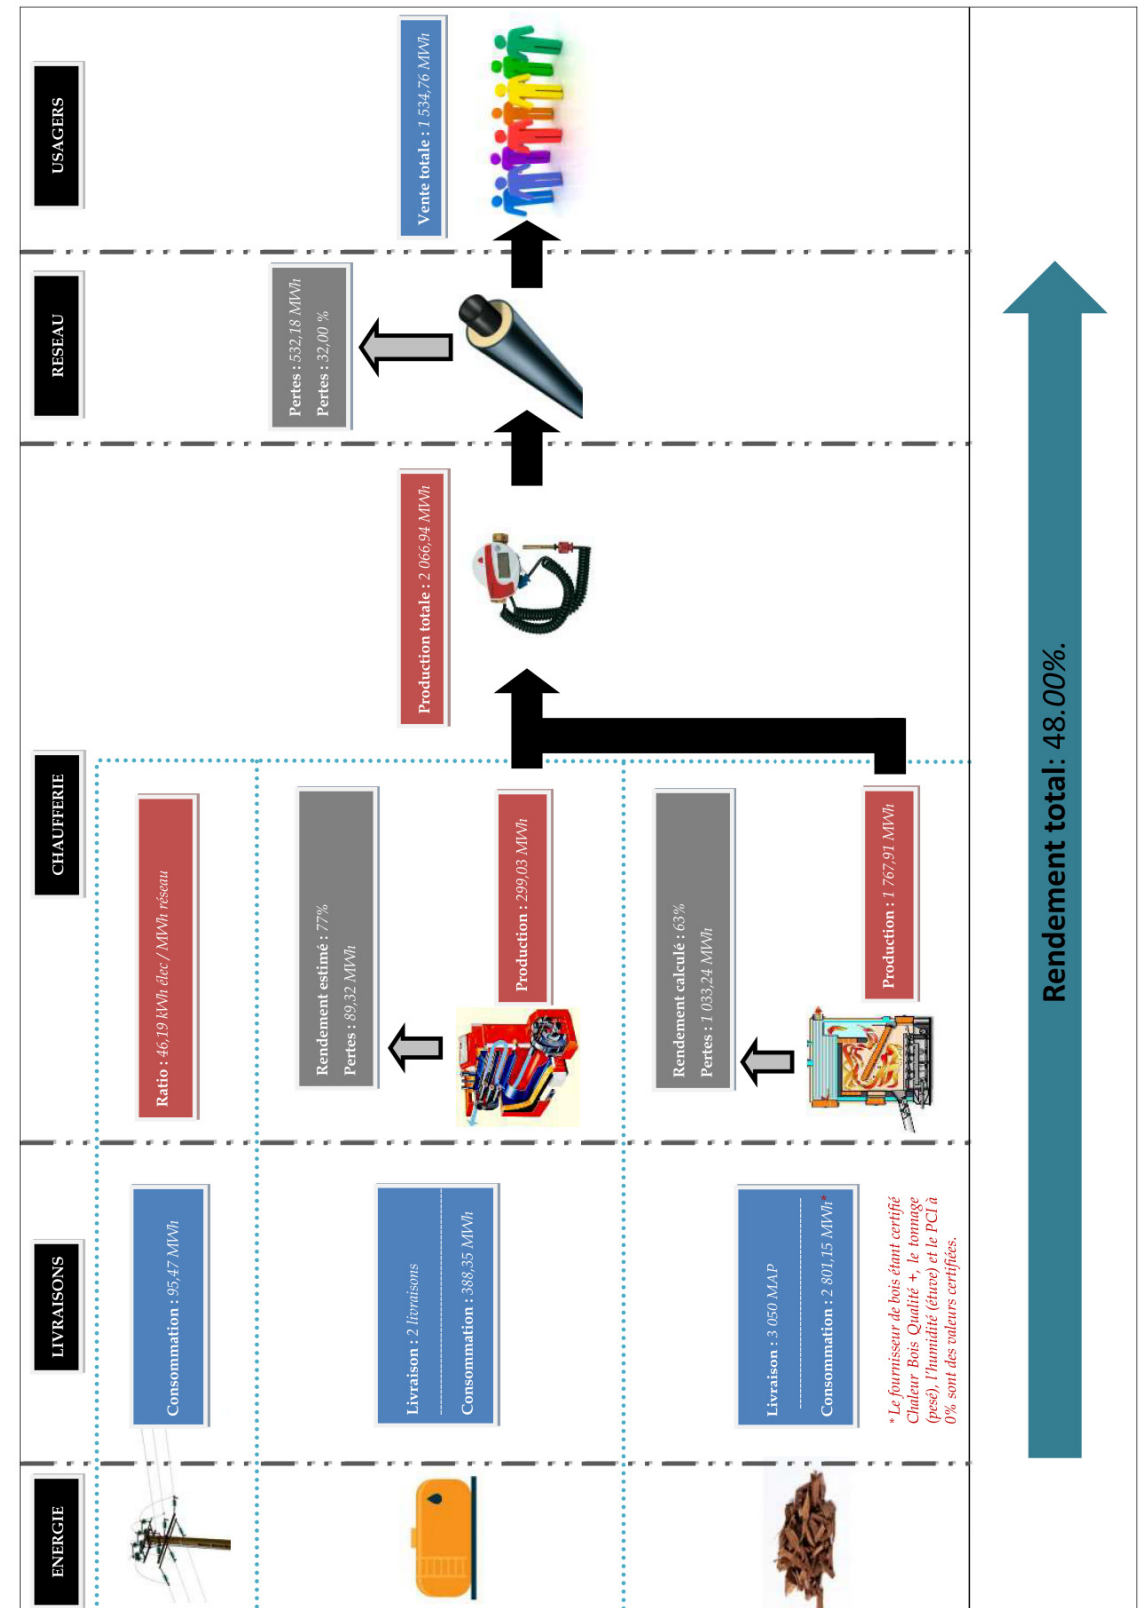 ENERGIE
LIVRAISONS
CHAUFFERIE
RESEAU
USAGERS
Consommation : 95,47 MWh
Ratio : 46,19 kWh élec / MWh réseau
Livraison : 2 livraisons
Consommation : 388,35 MWh
Rendement estimé : 77%
Pertes : 89,32 MWh
Production : 299,03 MWh
Livraison : 3 050 MAP
Consommation : 2 801,15 MWh*
* Le fournisseur de bois étant certifié
Chaleur Bois Qualité +, le tonnage
(pesé), l'humidité (étuve) et le PCI à
0% sont des valeurs certifiées.
Rendement calculé : 63%
Pertes : 1 033,24 MWh
Production : 1 767,91 MWh
Production totale : 2 066,94 MWh
Pertes : 532,18 MWh
Pertes : 32,00 %
Vente totale : 1 534,76 MWh
Rendement total: 48.00%.